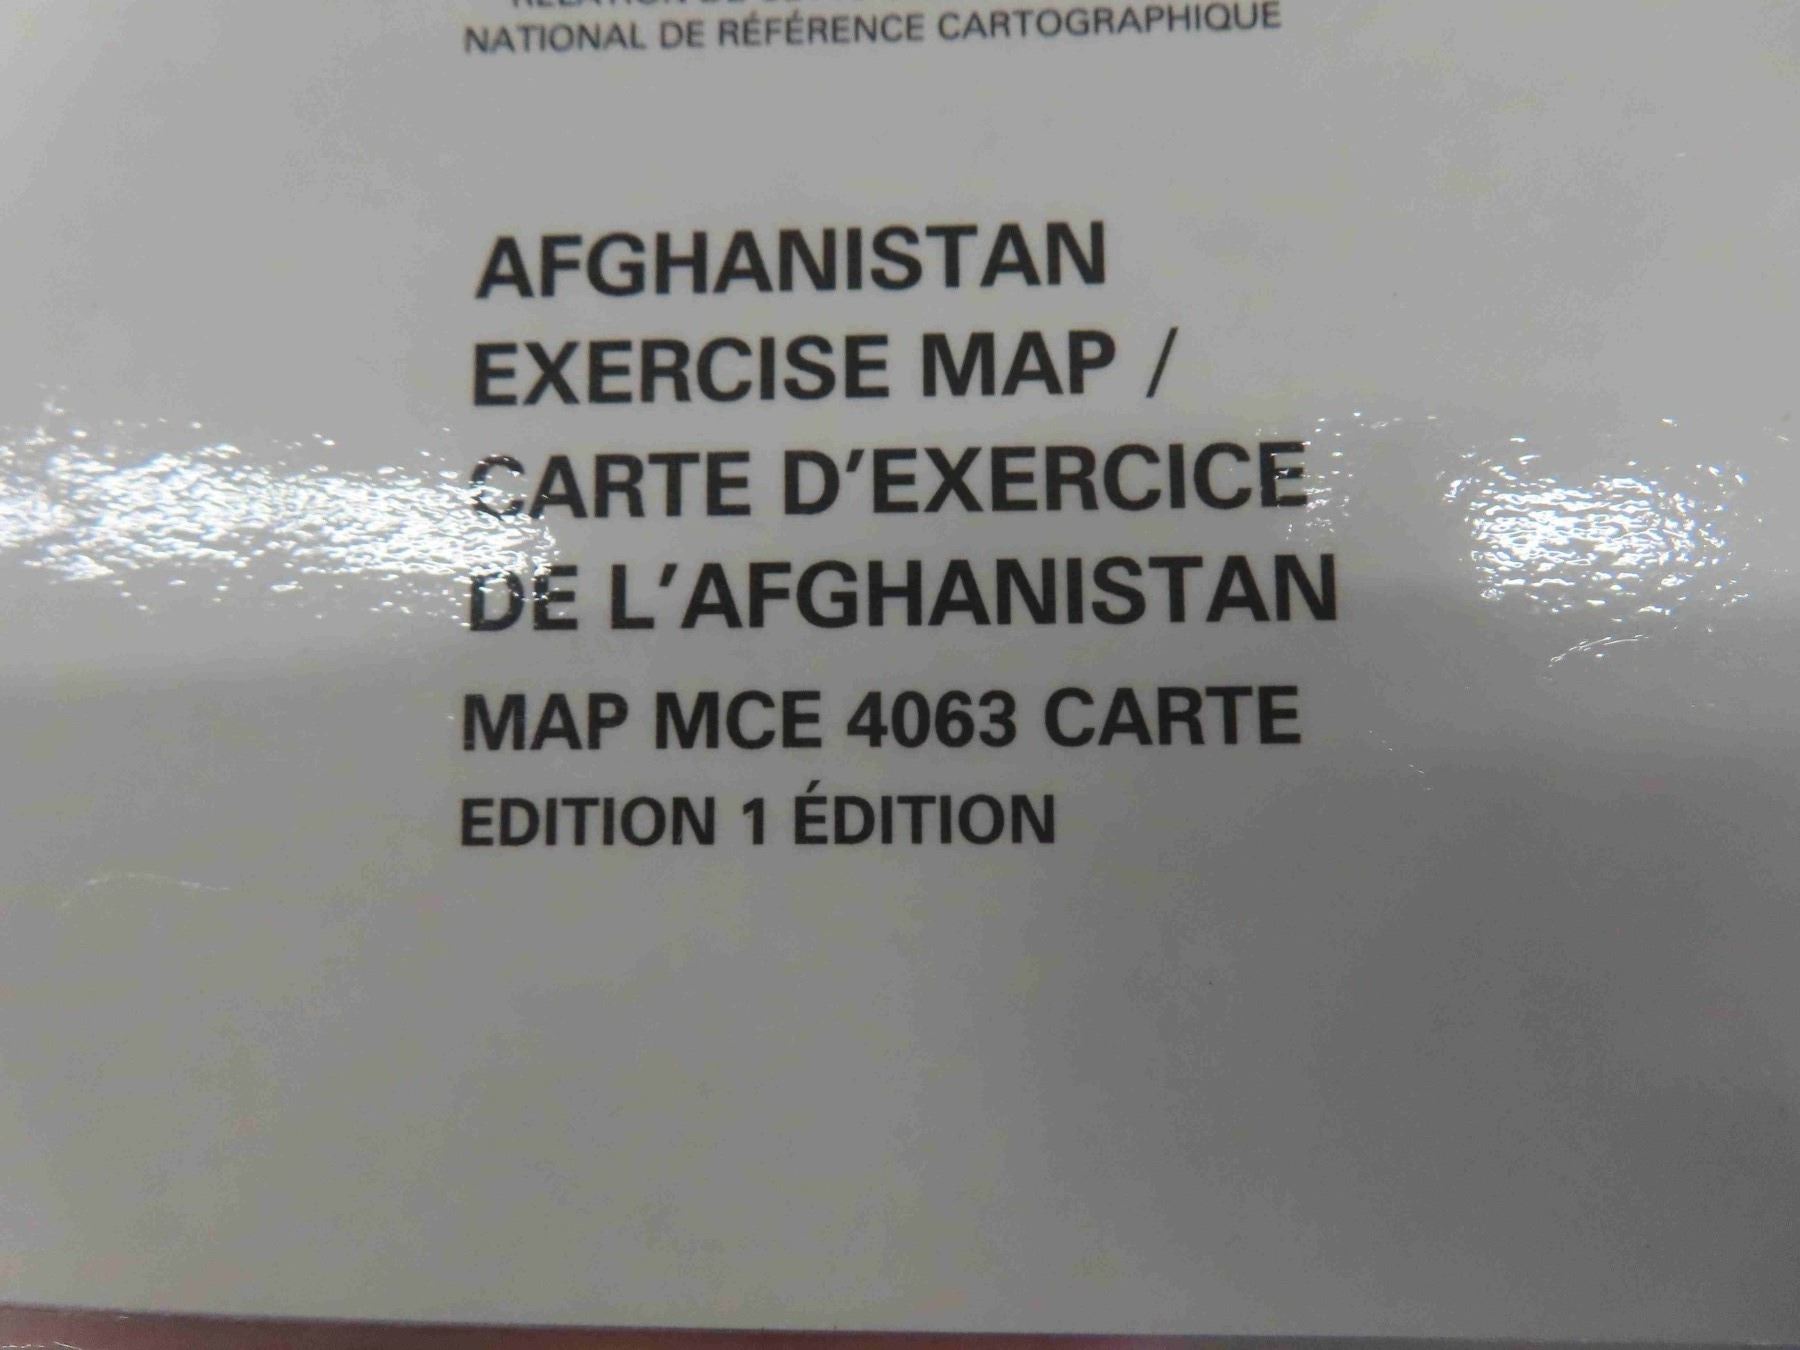 NATIONAL DE RÉFÉRENCE CARTOGRAPHIQUE
AFGHANISTAN
EXERCISE MAP /
CARTE D'EXERCICE
DE L'AFGHANISTAN
MAP MCE 4063 CARTE
EDITION 1 ÉDITION